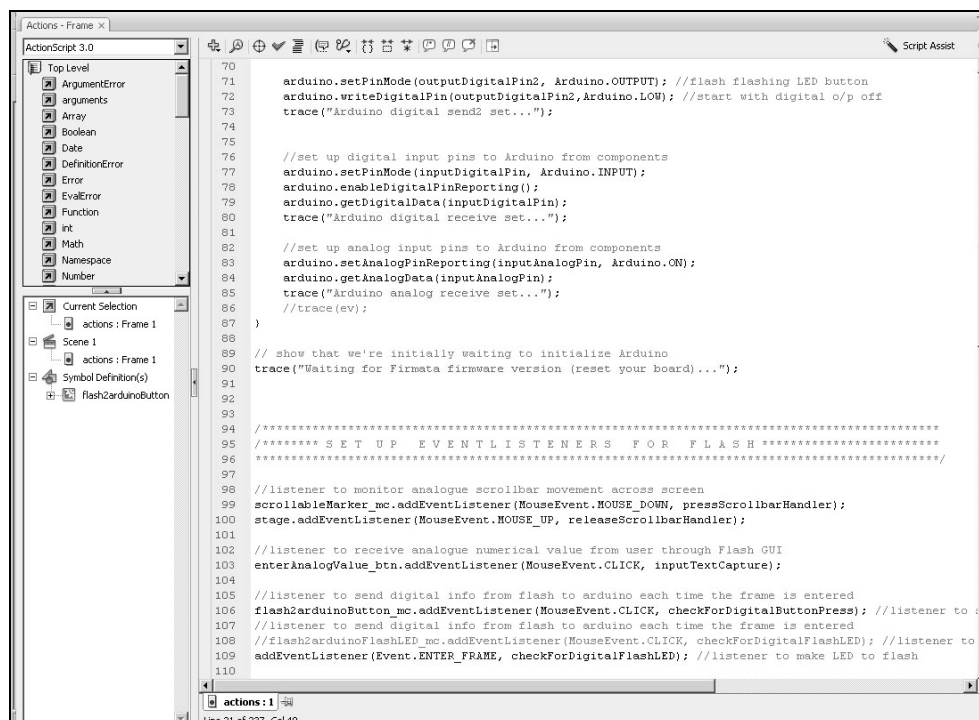 Actions - Frame ×
ActionScript 3.0
Script Assist
Top Level
ArgumentError
arguments
Array
Boolean
Date
DefinitionError
Error
EvalError
Function
int
Math
Namespace
Number
Current Selection
actions : Frame 1
Scene 1
actions : Frame 1
Symbol Definition(s)
flash2arduinoButton
70
71 arduino.setPinMode(outputDigitalPin2, Arduino.OUTPUT); //flash flashing LED button
72 arduino.writeDigitalPin(outputDigitalPin2,Arduino.LOW); //start with digital o/p off
73 trace("Arduino digital send2 set...");
74
75
76 //set up digital input pins to Arduino from components
77 arduino.setPinMode(inputDigitalPin, Arduino.INPUT);
78 arduino.enableDigitalPinReporting();
79 arduino.getDigitalData(inputDigitalPin);
80 trace("Arduino digital receive set...");
81
82 //set up analog input pins to Arduino from components
83 arduino.setAnalogPinReporting(inputAnalogPin, Arduino.ON);
84 arduino.getAnalogData(inputAnalogPin);
85 trace("Arduino analog receive set...");
86 //trace(ev);
87 }
88
89 // show that we're initially waiting to initialize Arduino
90 trace("Waiting for Firmata firmware version (reset your board)...");
91
92
93
94 /****************************************************************************************************
95 /******** S E T  U P  E V E N T L I S T E N E R S  F O R  F L A S H **************************
96 ****************************************************************************************************/
97
98 //listener to monitor analogue scrollbar movement across screen
99 scrollableMarker_mc.addEventListener(MouseEvent.MOUSE_DOWN, pressScrollbarHandler);
100 stage.addEventListener(MouseEvent.MOUSE_UP, releaseScrollbarHandler);
101
102 //listener to receive analogue numerical value from user through Flash GUI
103 enterAnalogValue_btn.addEventListener(MouseEvent.CLICK, inputTextCapture);
104
105 //listener to send digital info from flash to arduino each time the frame is entered
106 flash2arduinoButton_mc.addEventListener(MouseEvent.CLICK, checkForDigitalButtonPress); //listener to
107 //listener to send digital info from flash to arduino each time the frame is entered
108 //flash2arduinoFlashLED_mc.addEventListener(MouseEvent.CLICK, checkForDigitalFlashLED); //listener to
109 addEventListener(Event.ENTER_FRAME, checkForDigitalFlashLED); //listener to make LED to flash
110
actions : 1